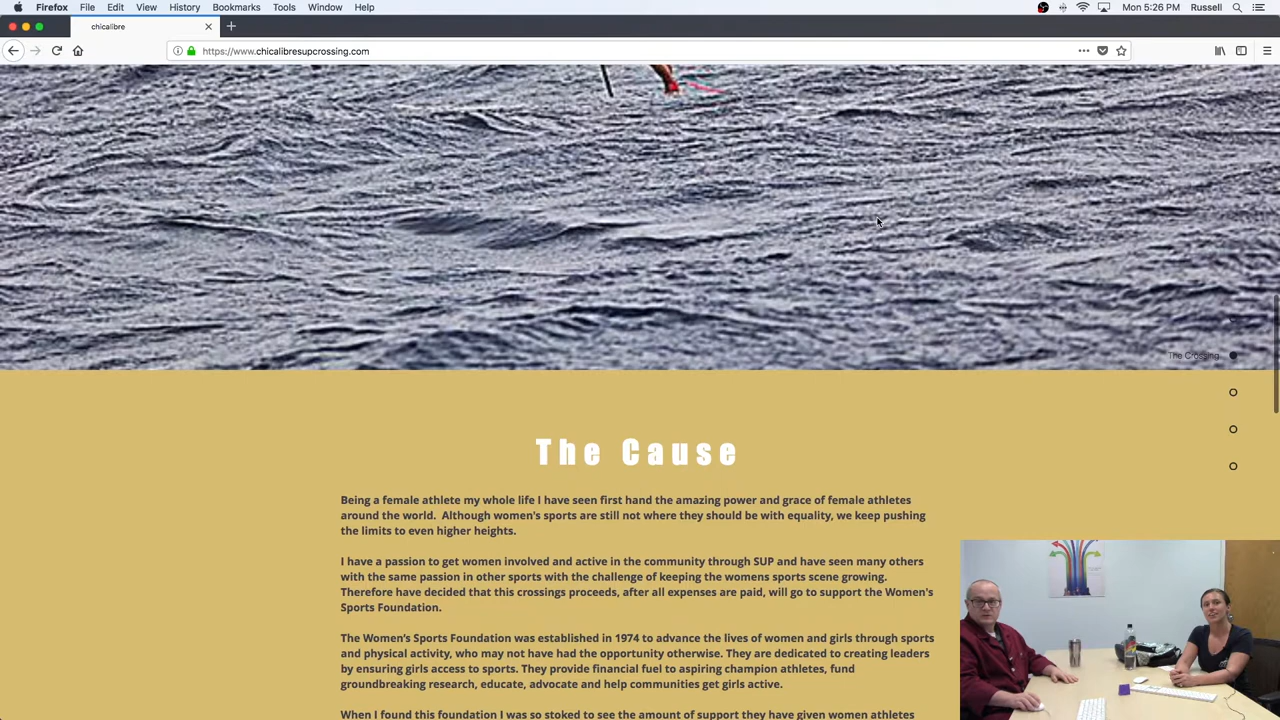 Firefox File Edit View History Bookmarks Tools Window Help Mon 5:26 PM Russell
chicalibre
https://www.chicalibresupcrossing.com
The Crossing
The Cause
Being a female athlete my whole life I have seen first hand the amazing power and grace of female athletes
around the world.  Although women's sports are still not where they should be with equality, we keep pushing
the limits to even higher heights.
I have a passion to get women involved and active in the community through SUP and have seen many others
with the same passion in other sports with the challenge of keeping the womens sports scene growing.
Therefore have decided that this crossings proceeds, after all expenses are paid, will go to support the Women's
Sports Foundation.
The Women's Sports Foundation was established in 1974 to advance the lives of women and girls through sports
and physical activity, who may not have had the opportunity otherwise. They are dedicated to creating leaders
by ensuring girls access to sports. They provide financial fuel to aspiring champion athletes, fund
groundbreaking research, educate, advocate and help communities get girls active.
When I found this foundation I was so stoked to see the amount of support they have given women athletes